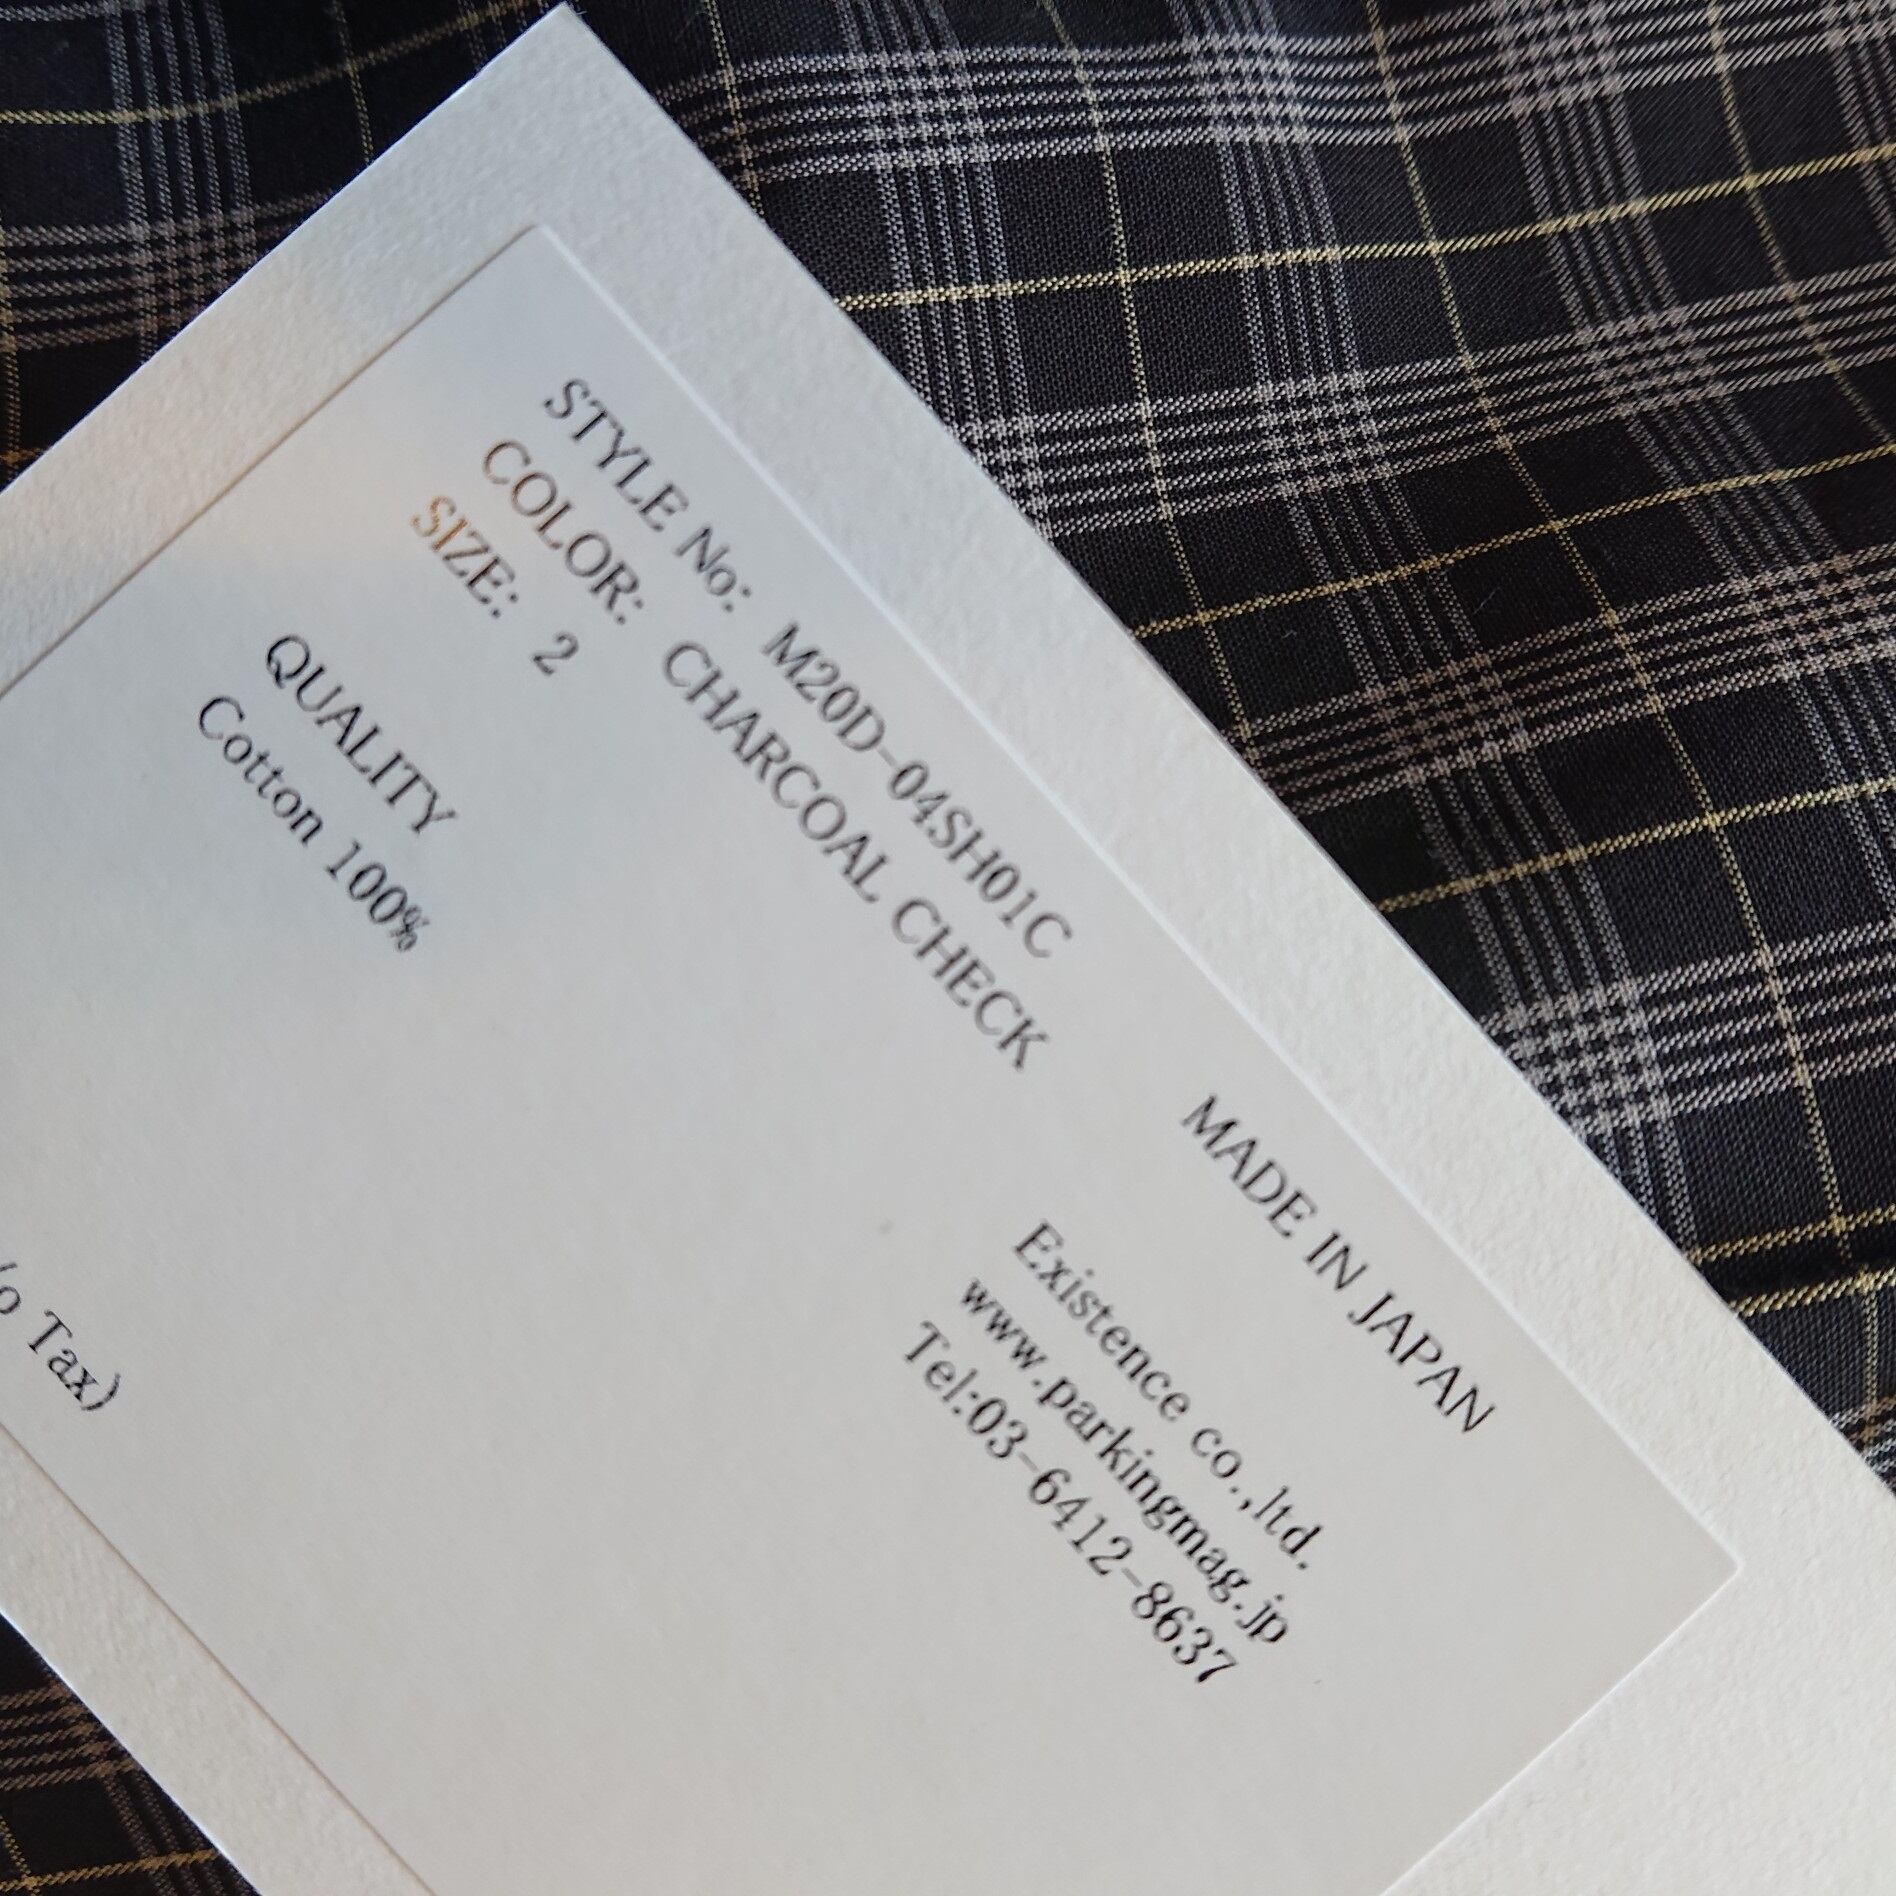 STYLE No: M20D-04SH01C
COLOR: CHARCOAL CHECK
SIZE: 2
QUALITY
Cotton 100%
MADE IN JAPAN
Existence co.,ltd.
www.parkingmag.jp
Tel:03-6412-8637
/o Tax)